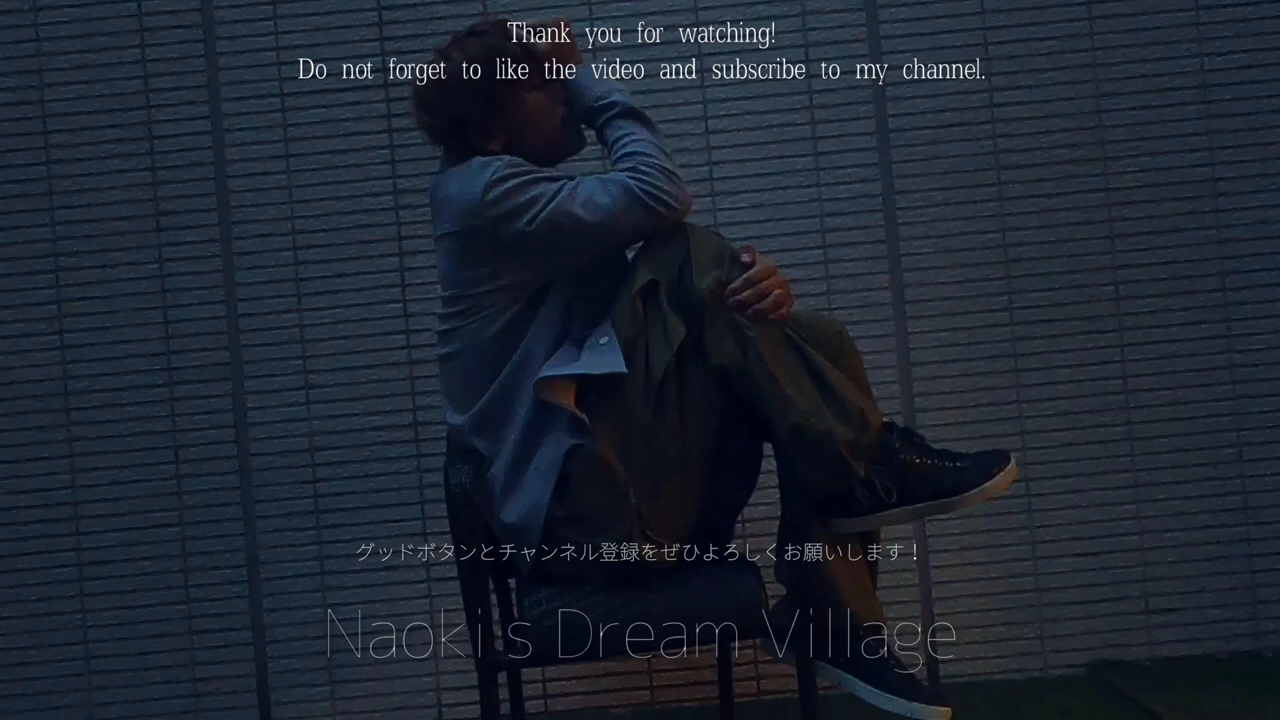 Thank you for watching!
Do not forget to like the video and subscribe to my channel.
グッドボタンとチャンネル登録をぜひよろしくお願いします！
Naoki's Dream Village